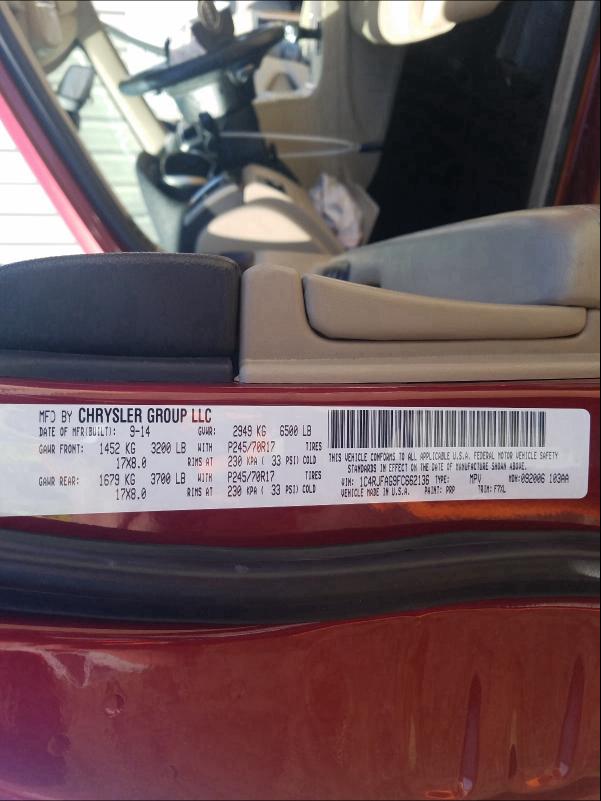 MFD BY CHRYSLER GROUP LLC
DATE OF MFR(BUILT): 9-14 GVWR: 2949 KG 6500 LB
GAWR FRONT: 1452 KG 3200 LB WITH P245/70R17 TIRES
17X8.0 RIMS AT 230 KPA ( 33 PSI) COLD
GAWR REAR: 1679 KG 3700 LB WITH P245/70R17 TIRES
17X8.0 RIMS AT 230 KPA ( 33 PSI) COLD
THIS VEHICLE CONFORMS TO ALL APPLICABLE U.S.A. FEDERAL MOTOR VEHICLE SAFETY
STANDARDS IN EFFECT ON THE DATE OF MANUFACTURE SHOWN ABOVE.
VIN: 1C4RJFAG9FC662136 TYPE: MPV MDH: 092006 103AA
VEHICLE MADE IN U.S.A. PAINT: PRP TRIM: F7XL